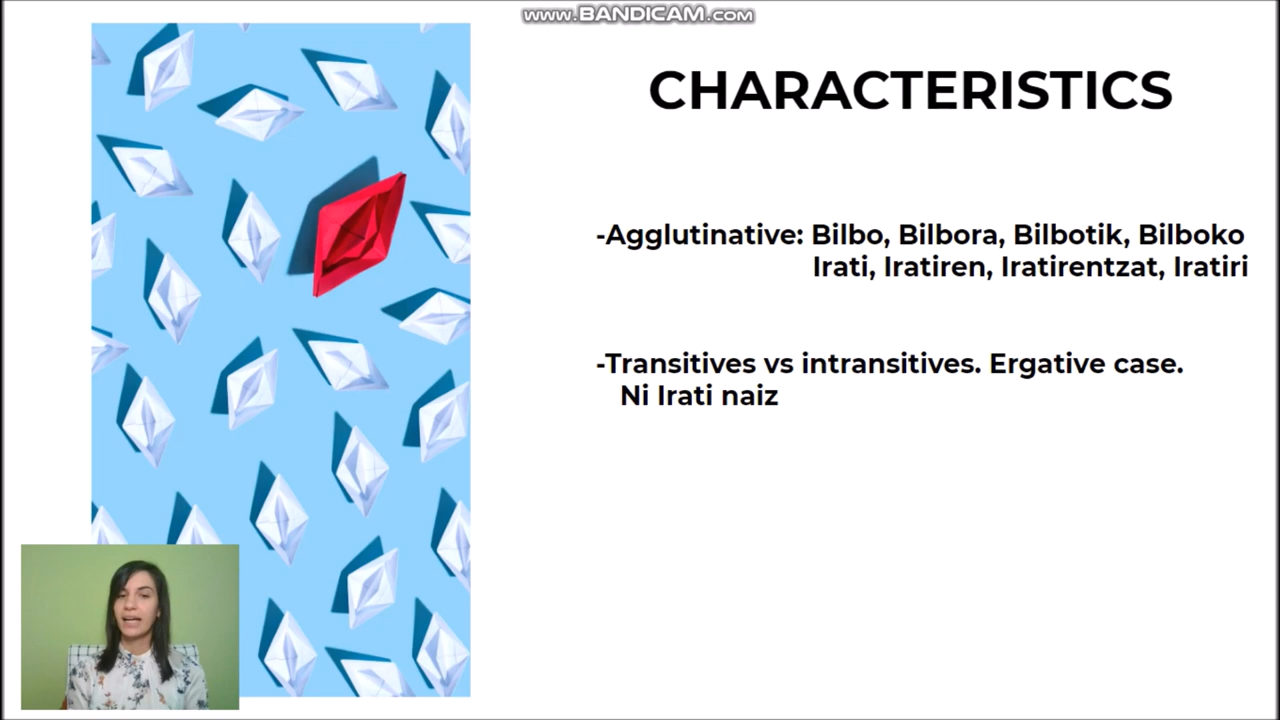 www.BANDICAM.com
CHARACTERISTICS
-Agglutinative: Bilbo, Bilbora, Bilbotik, Bilboko
Irati, Iratiren, Iratirentzat, Iratiri
-Transitives vs intransitives. Ergative case.
Ni Irati naiz